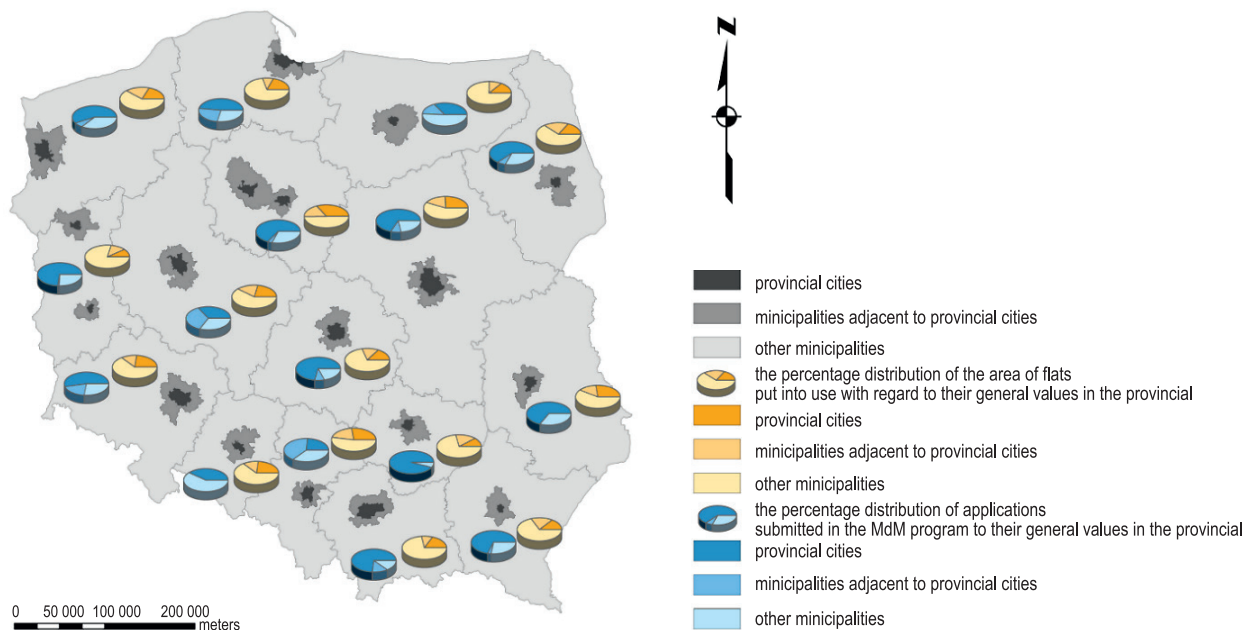 N
provincial cities
minicipalities adjacent to provincial cities
other minicipalities
the percentage distribution of the area of flats
put into use with regard to their general values in the provincial
provincial cities
minicipalities adjacent to provincial cities
other minicipalities
the percentage distribution of applications
submitted in the MdM program to their general values in the provincial
provincial cities
minicipalities adjacent to provincial cities
other minicipalities
0 50 000 100 000 200 000
meters